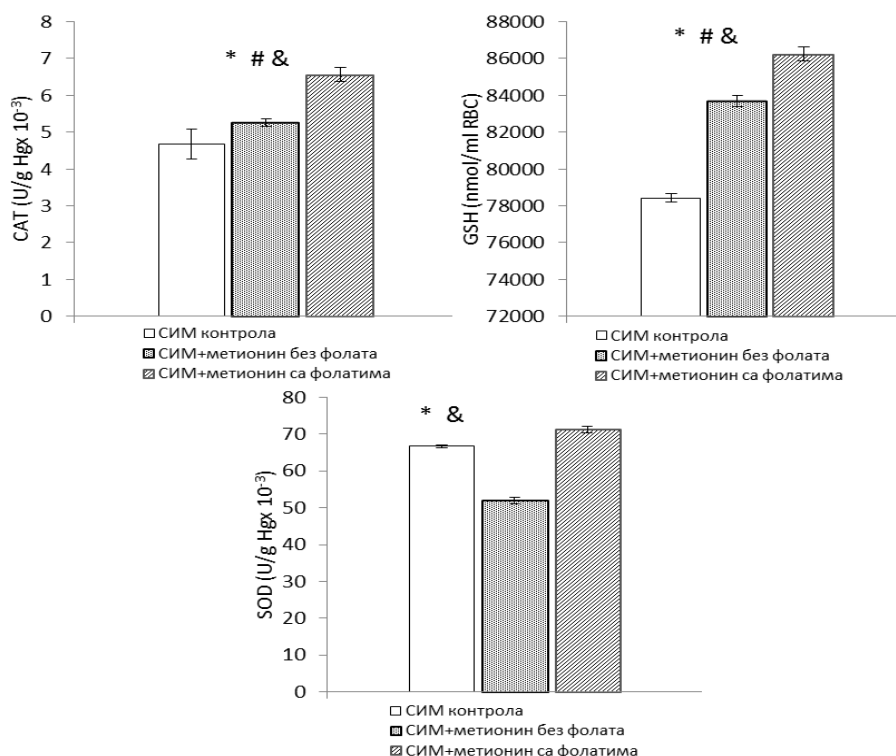 8
7
6
5
4
3
2
1
0
CAT (U/g Hgx 10⁻³)
* # &
СИМ контрола
СИМ+метионин без фолата
СИМ+метионин са фолатима
88000
86000
84000
82000
80000
78000
76000
74000
72000
GSH (nmol/ml RBC)
* # &
СИМ контрола
СИМ+метионин без фолата
СИМ+метионин са фолатима
80
70
60
50
40
30
20
10
0
SOD (U/g Hgx 10⁻³)
* &
СИМ контрола
СИМ+метионин без фолата
СИМ+метионин са фолатима